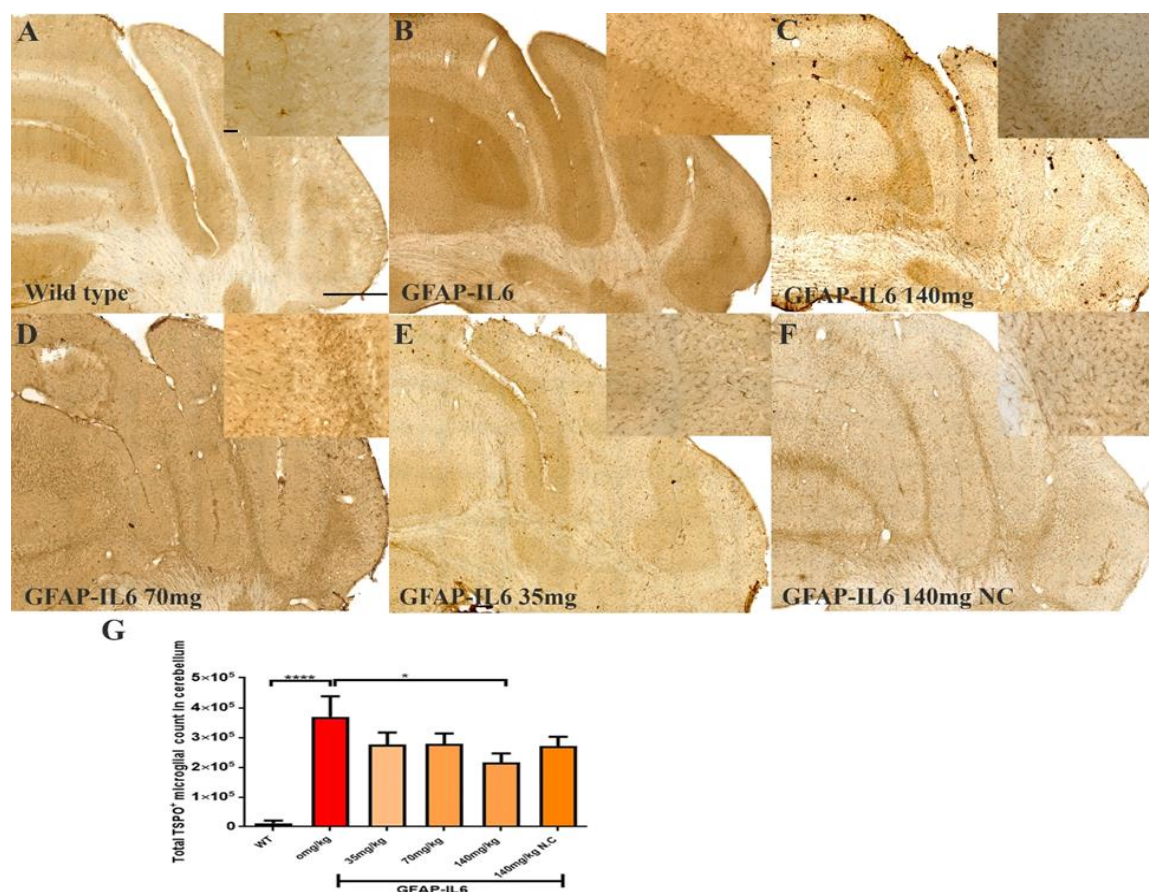 A
B
C
Wild type
GFAP-IL6
GFAP-IL6 140mg
D
E
F
GFAP-IL6 70mg
GFAP-IL6 35mg
GFAP-IL6 140mg NC
G
Total TSPO⁺ microglial count in cerebellum
5×10⁵
4×10⁵
3×10⁵
2×10⁵
1×10⁵
0
****
*
WT
omg/kg
35mg/kg
70mg/kg
140mg/kg
140mg/kg N.C
GFAP-IL6